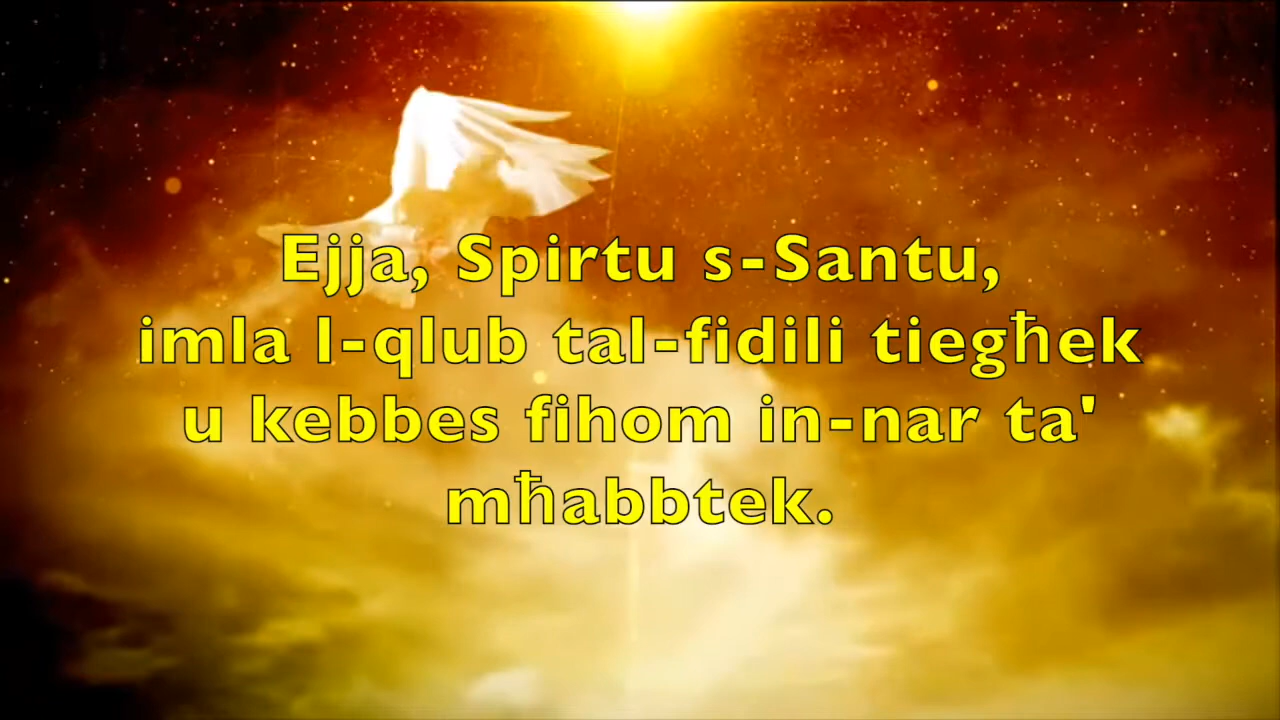 Ejja, Spirtu s-Santu,
imla l-qlub tal-fidili tiegħek
u kebbes fihom in-nar ta'
mħabbtek.